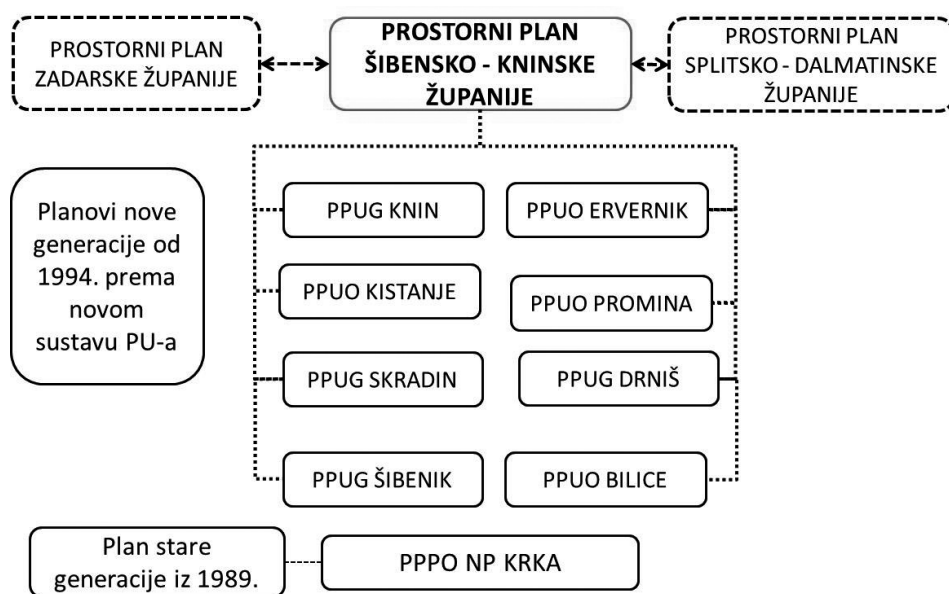 PROSTORNI PLAN
ZADARSKE ŽUPANIJE
PROSTORNI PLAN
ŠIBENSKO - KNINSKE
ŽUPANIJE
PROSTORNI PLAN
SPLITSKO - DALMATINSKE
ŽUPANIJE
Planovi nove
generacije od
1994. prema
novom
sustavu PU-a
PPUG KNIN
PPUO ERVERNIK
PPUO KISTANJE
PPUO PROMINA
PPUG SKRADIN
PPUG DRNIŠ
PPUG ŠIBENIK
PPUO BILICE
Plan stare
generacije iz 1989.
PPPO NP KRKA